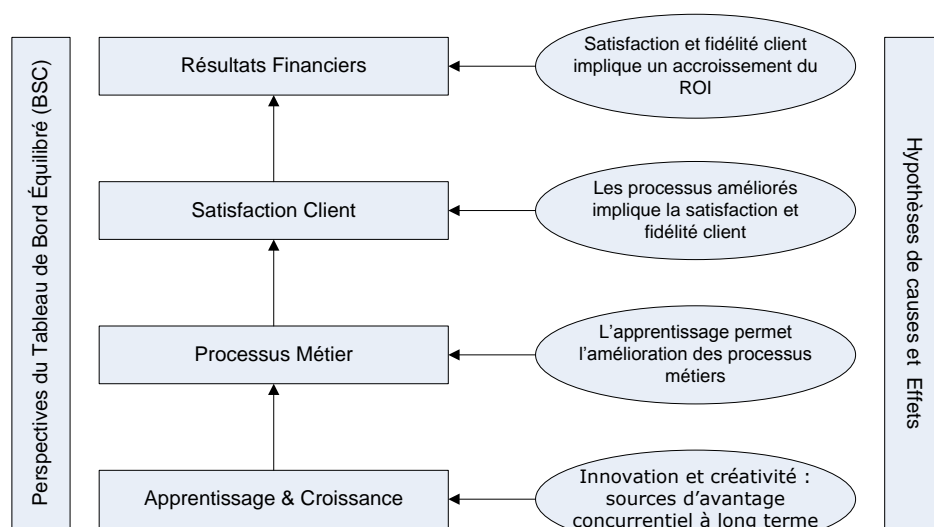 Perspectives du Tableau de Bord Équilibré (BSC)
Résultats Financiers
Satisfaction et fidélité client
implique un accroissement du
ROI
Satisfaction Client
Les processus améliorés
implique la satisfaction et
fidélité client
Processus Métier
L’apprentissage permet
l’amélioration des processus
métiers
Apprentissage & Croissance
Innovation et créativité :
sources d’avantage
concurrentiel à long terme
Hypothèses de causes et Effets